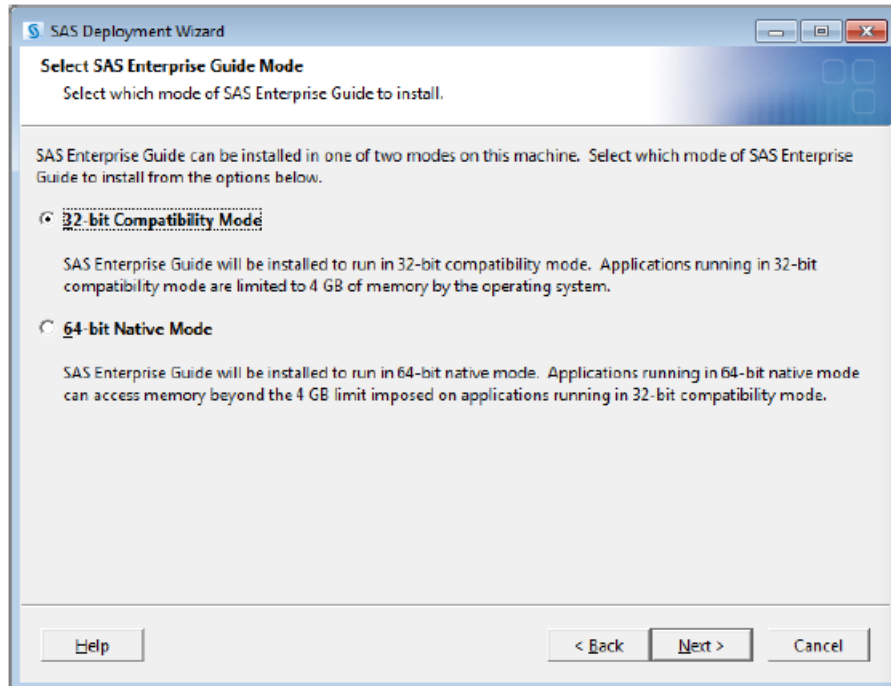 SAS Deployment Wizard
Select SAS Enterprise Guide Mode
Select which mode of SAS Enterprise Guide to install.
SAS Enterprise Guide can be installed in one of two modes on this machine. Select which mode of SAS Enterprise
Guide to install from the options below.
32-bit Compatibility Mode
SAS Enterprise Guide will be installed to run in 32-bit compatibility mode. Applications running in 32-bit
compatibility mode are limited to 4 GB of memory by the operating system.
64-bit Native Mode
SAS Enterprise Guide will be installed to run in 64-bit native mode. Applications running in 64-bit native mode
can access memory beyond the 4 GB limit imposed on applications running in 32-bit compatibility mode.
Help < Back Next > Cancel